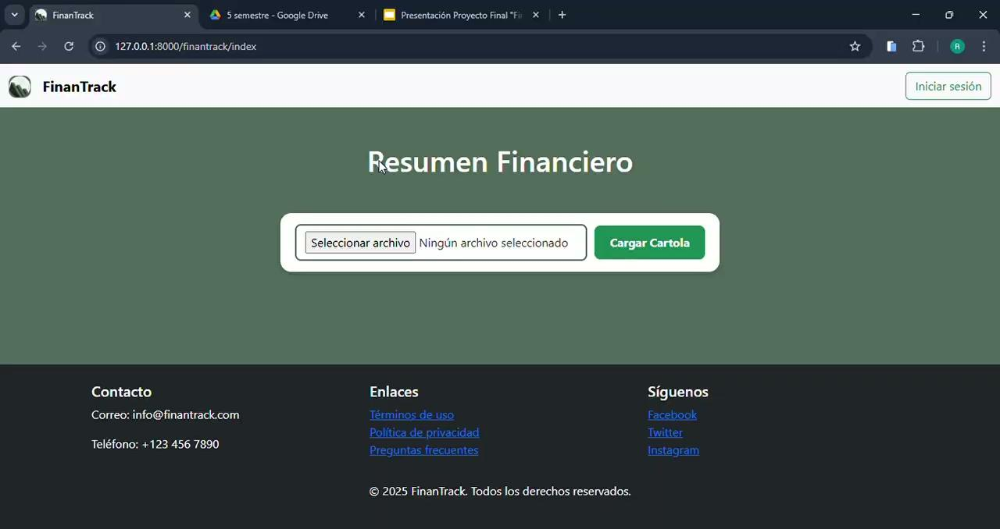 FinanTrack
5 semestre - Google Drive
Presentación Proyecto Final "Fi
127.0.0.1:8000/finantrack/index
R
FinanTrack
Iniciar sesión
Resumen Financiero
Seleccionar archivo Ningún archivo seleccionado
Cargar Cartola
Contacto
Correo: info@finantrack.com
Teléfono: +123 456 7890
Enlaces
Términos de uso
Política de privacidad
Preguntas frecuentes
Síguenos
Facebook
Twitter
Instagram
© 2025 FinanTrack. Todos los derechos reservados.